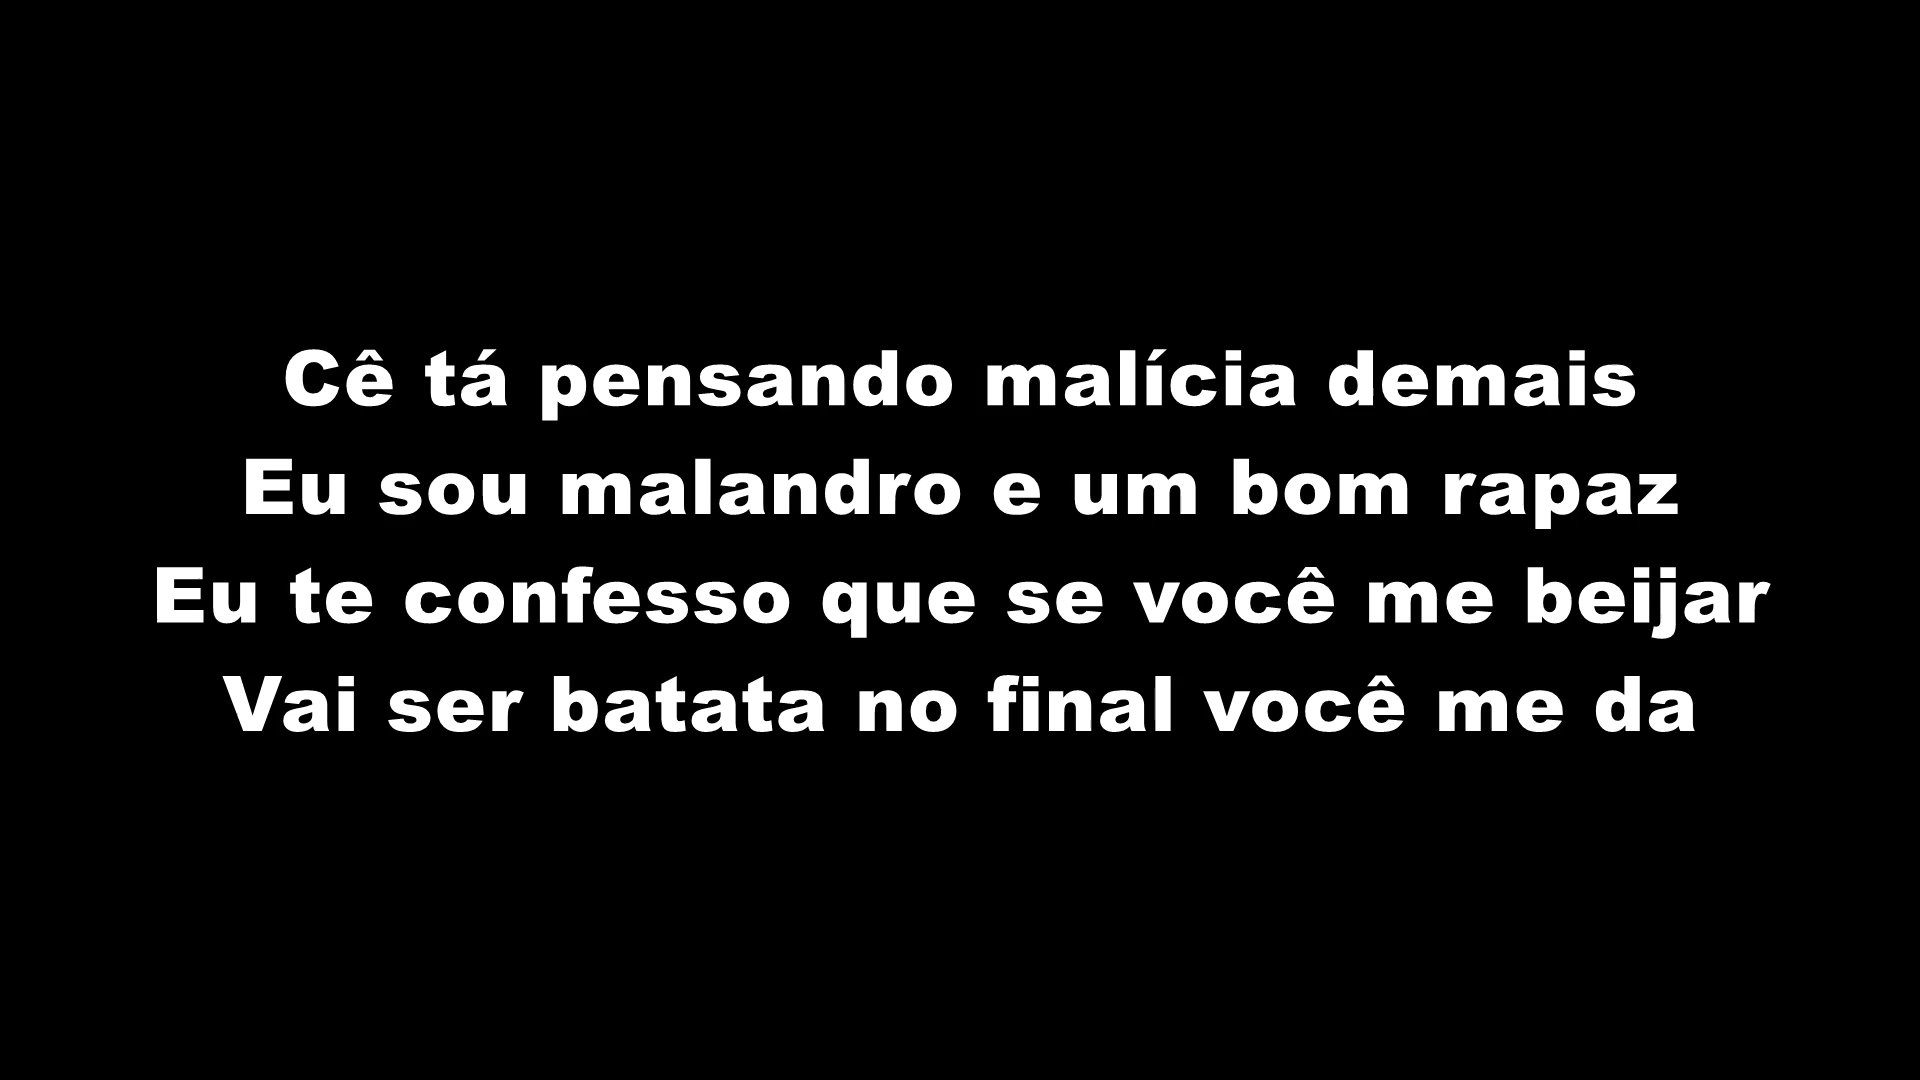 Cê tá pensando malícia demais
Eu sou malandro e um bom rapaz
Eu te confesso que se você me beijar
Vai ser batata no final você me da